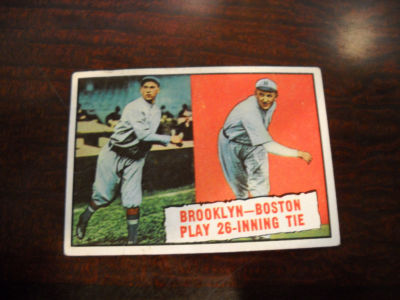 BROOKLYN—BOSTON
PLAY 26-INNING TIE